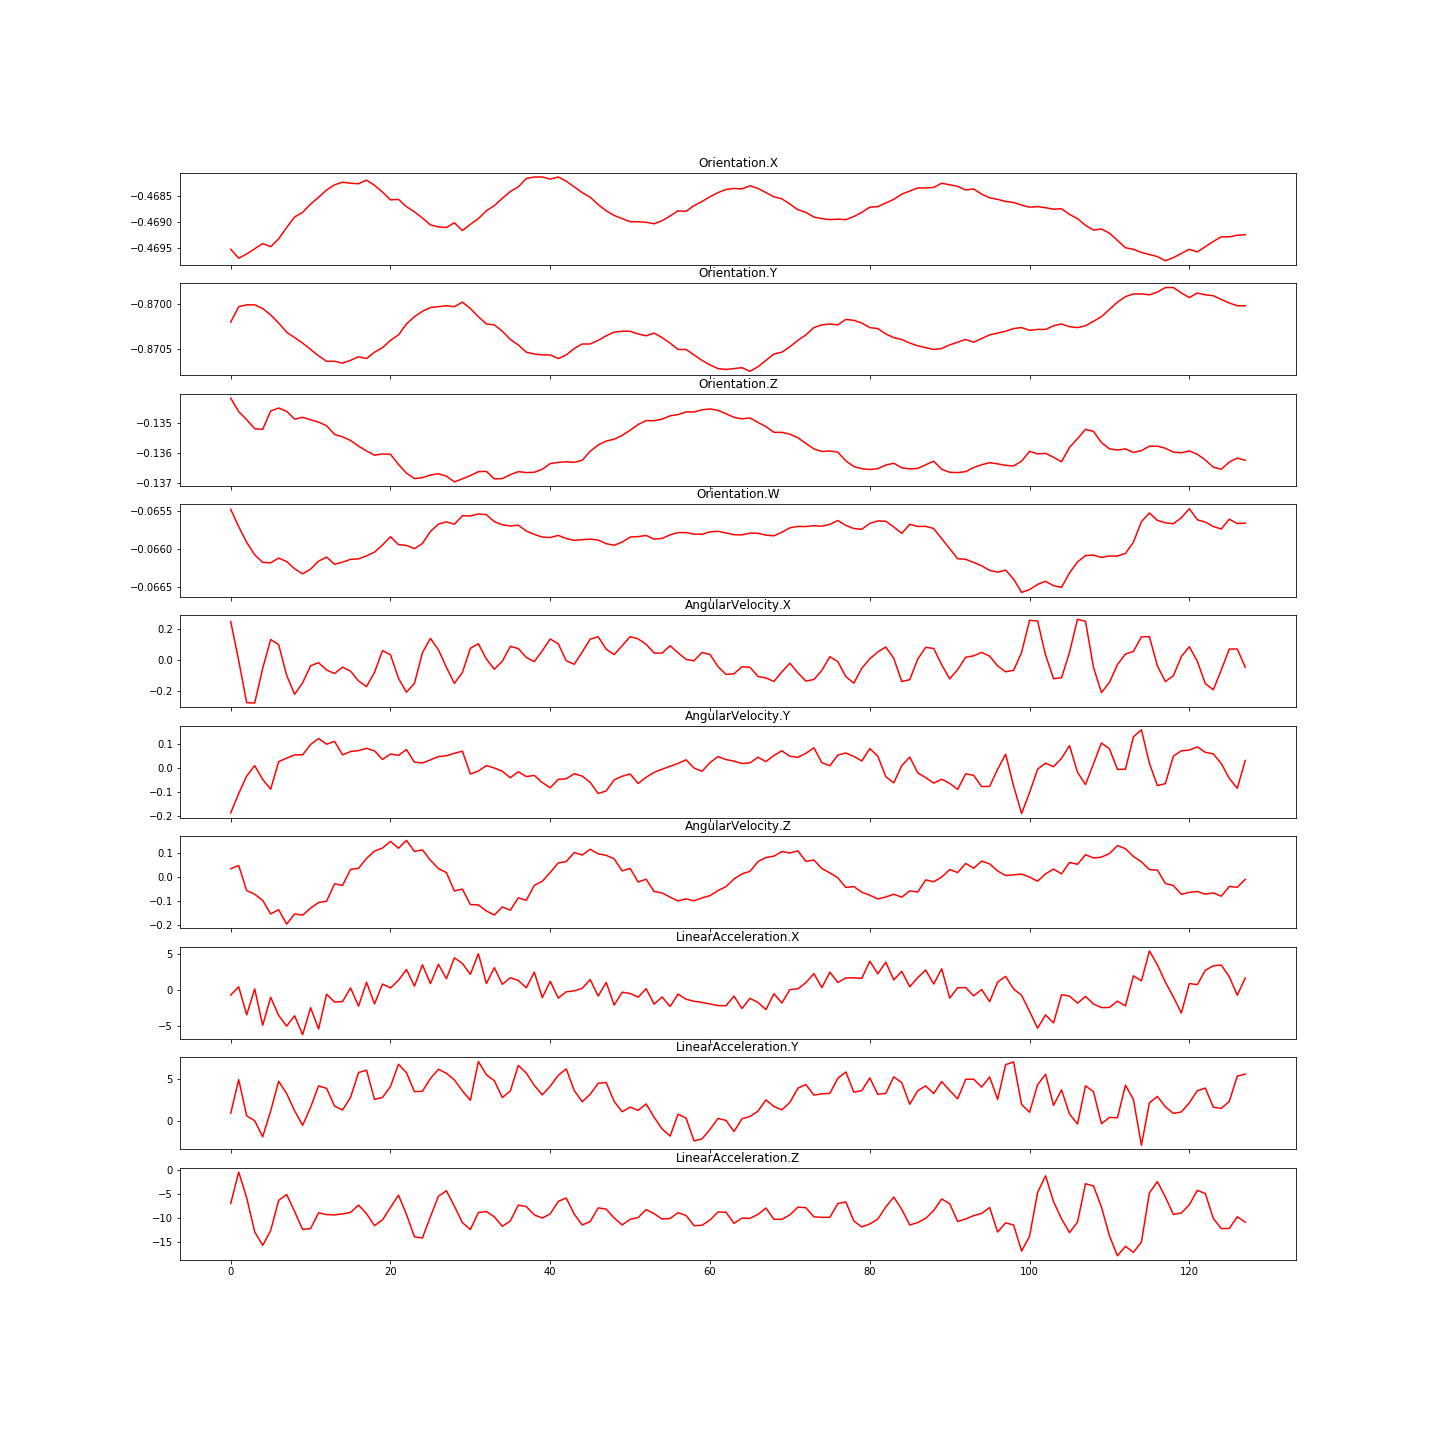 Orientation.X
−0.4685
−0.4690
−0.4695
Orientation.Y
−0.8700
−0.8705
Orientation.Z
−0.135
−0.136
−0.137
Orientation.W
−0.0655
−0.0660
−0.0665
AngularVelocity.X
0.2
0.0
−0.2
AngularVelocity.Y
0.1
0.0
−0.1
−0.2
AngularVelocity.Z
0.1
0.0
−0.1
−0.2
LinearAcceleration.X
5
0
−5
LinearAcceleration.Y
5
0
LinearAcceleration.Z
0
−5
−10
−15
0 20 40 60 80 100 120